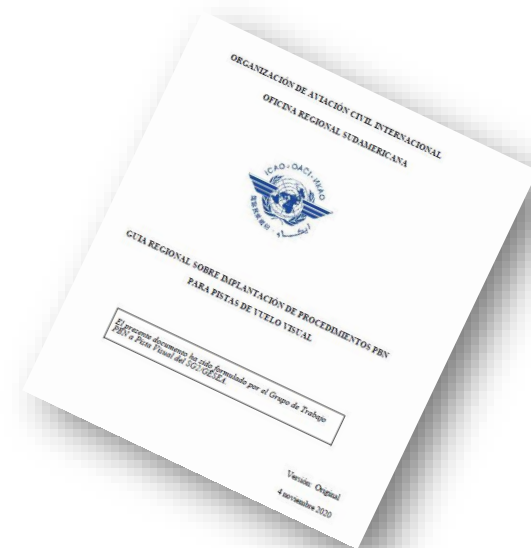 ORGANIZACIÓN DE AVIACIÓN CIVIL INTERNACIONAL
OFICINA REGIONAL SUDAMERICANA
ICAO · OACI · ИКАО
GUIA REGIONAL SOBRE IMPLANTACIÓN DE PROCEDIMIENTOS PBN
PARA PISTAS DE VUELO VISUAL
El presente documento ha sido formulado por el Grupo de Trabajo
PBN a Pista Visual del SG2/GESEA.
Versión: Original
4 noviembre 2020